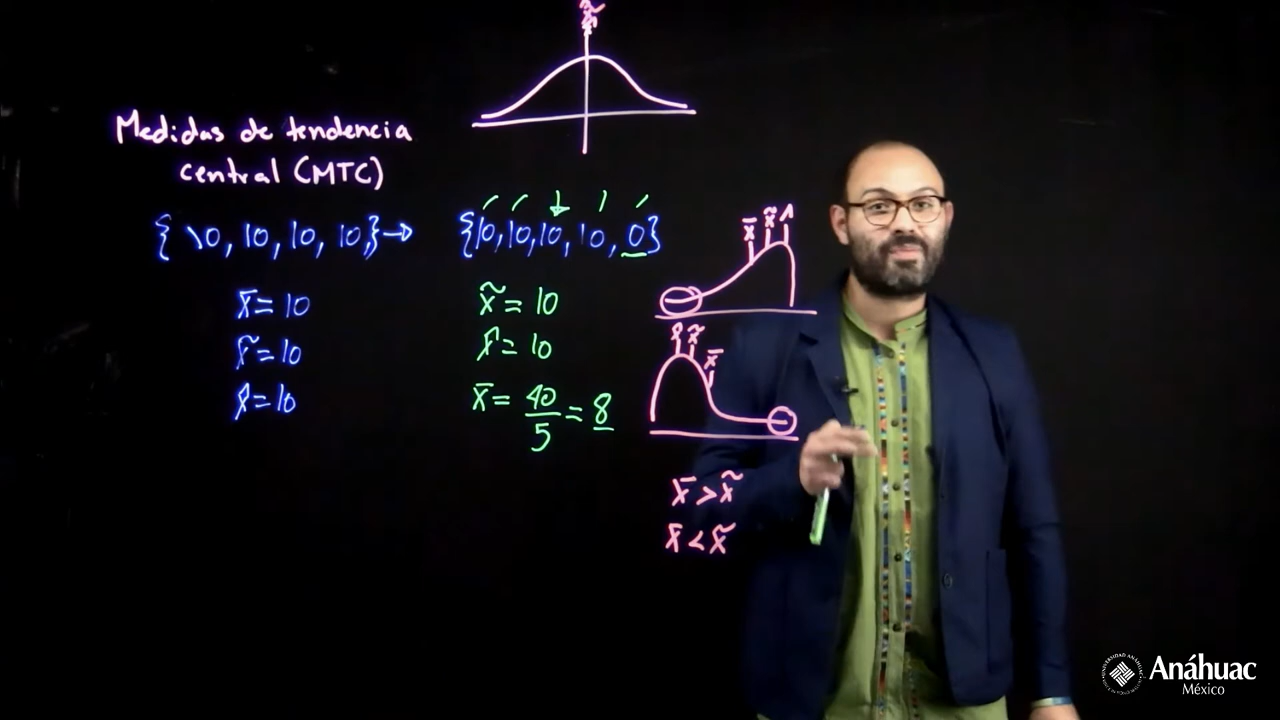 Medidas de tendencia
central (MTC)
{10, 10, 10, 10,}→
x̄ = 10
x̃ = 10
x̂ = 10
{10, 10, 10, 10, 0}
x̃ = 10
x̂ = 10
x̄ = 40/5 = 8
x̄ x̃ ^
x̂ x̃ x̄
x̄ > x̃
x̄ < x̃
Anáhuac
México